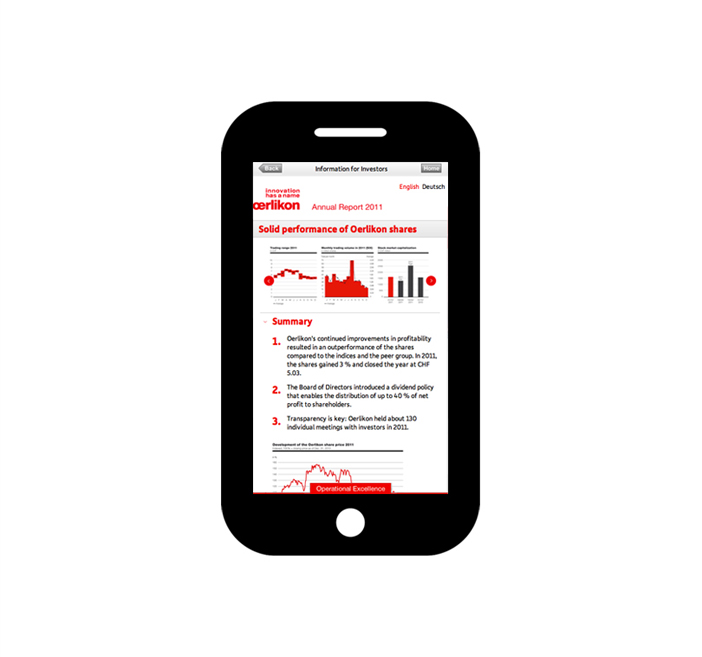 Back
Information for Investors
Home
English Deutsch
innovation
has a name
œrlikon
Annual Report 2011
Solid performance of Oerlikon shares
Trading range 2011
Monthly trading volume in 2011 (SIX)
Stock market capitalization
Summary
1. Oerlikon's continued improvements in profitability
resulted in an outperformance of the shares
compared to the indices and the peer group. In 2011,
the shares gained 3 % and closed the year at CHF
5.03.
2. The Board of Directors introduced a dividend policy
that enables the distribution of up to 40 % of net
profit to shareholders.
3. Transparency is key: Oerlikon held about 130
individual meetings with investors in 2011.
Development of the Oerlikon share price 2011
Operational Excellence